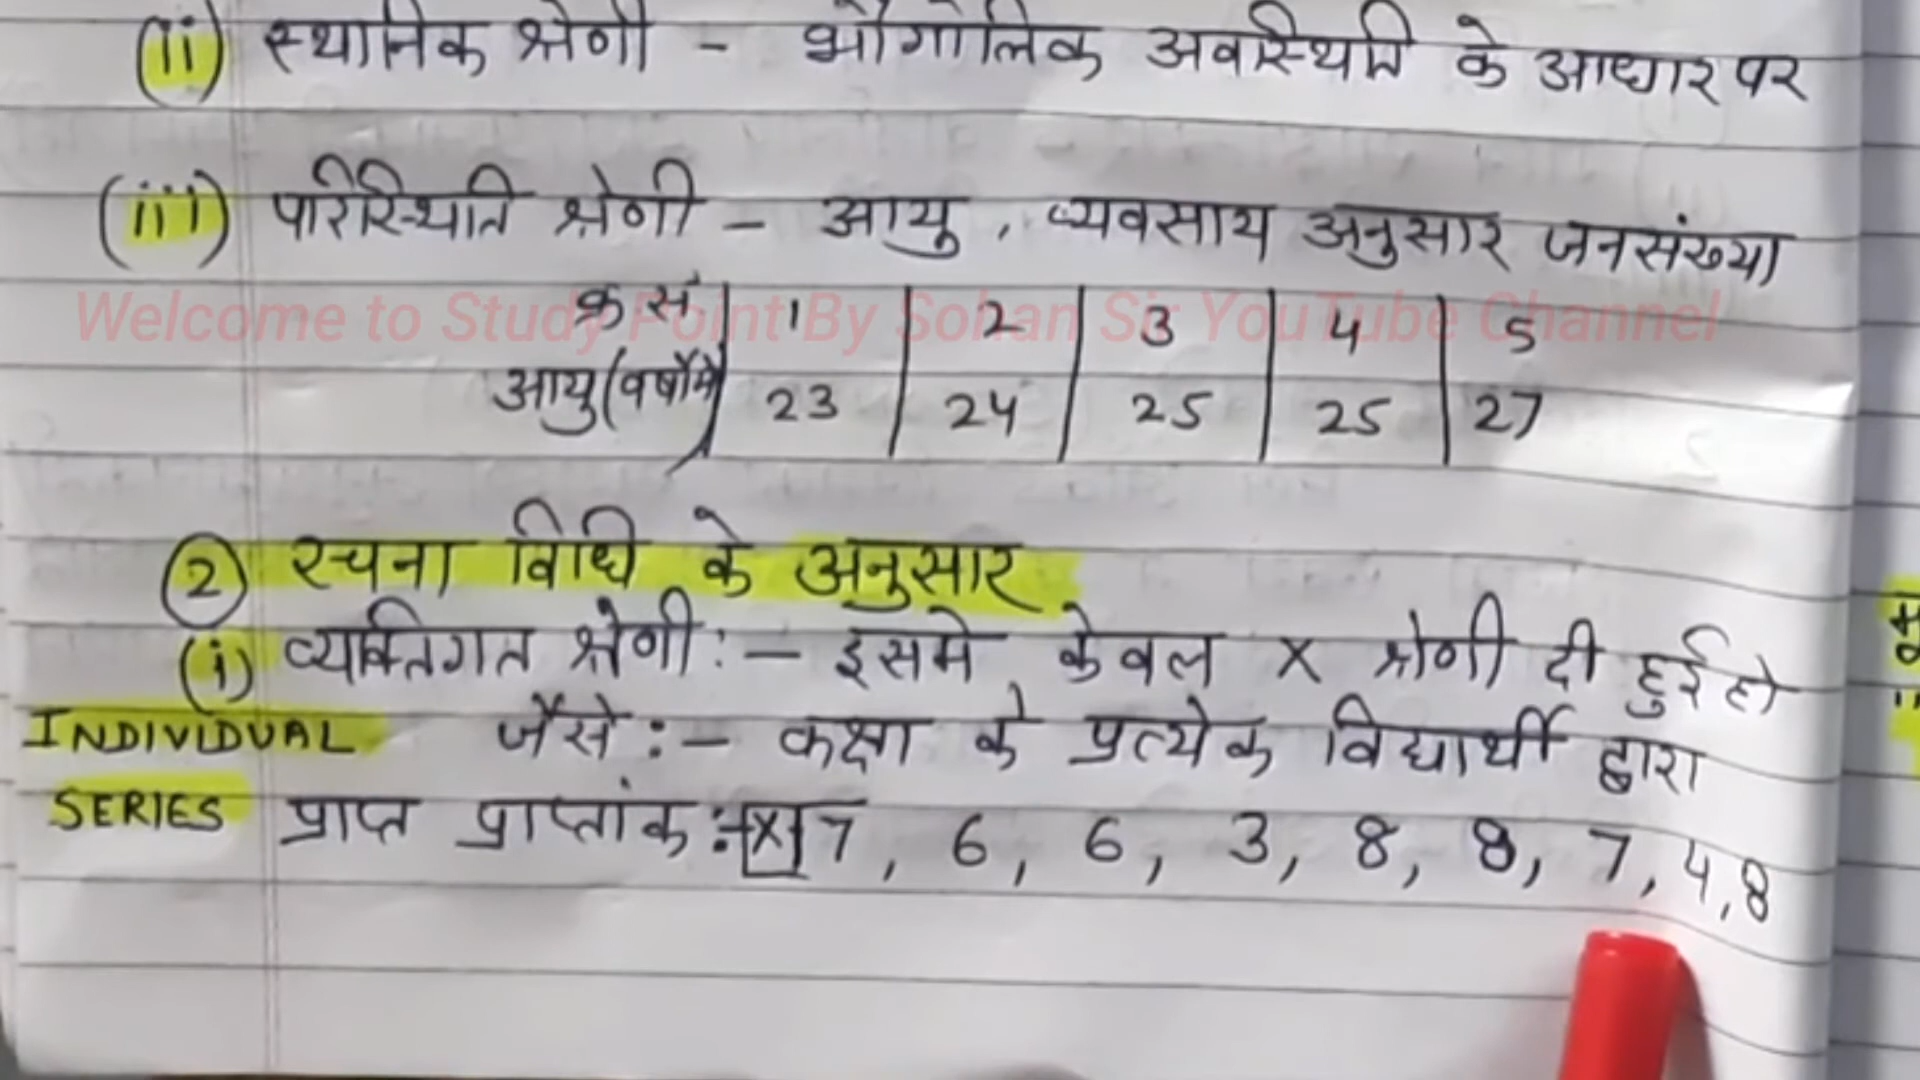 (ii) स्थानिक श्रेणी - भौगोलिक अवस्थिति के आधार पर
(iii) परिस्थिति श्रेणी - आयु, व्यवसाय अनुसार जनसंख्या
Welcome to Study Point By Sohan Sir YouTube Channel
क्र सं. 1 2 3 4 5
आयु (वर्षों में) 23 24 25 25 27
② रचना विधि के अनुसार
(i) व्यक्तिगत श्रेणी :- इसमे केवल X श्रेणी दी हुई हो
INDIVIDUAL जैसे :- कक्षा के प्रत्येक विद्यार्थी द्वारा
SERIES प्राप्त प्राप्तांक :- X 7, 6, 6, 3, 8, 8, 7, 4, 8